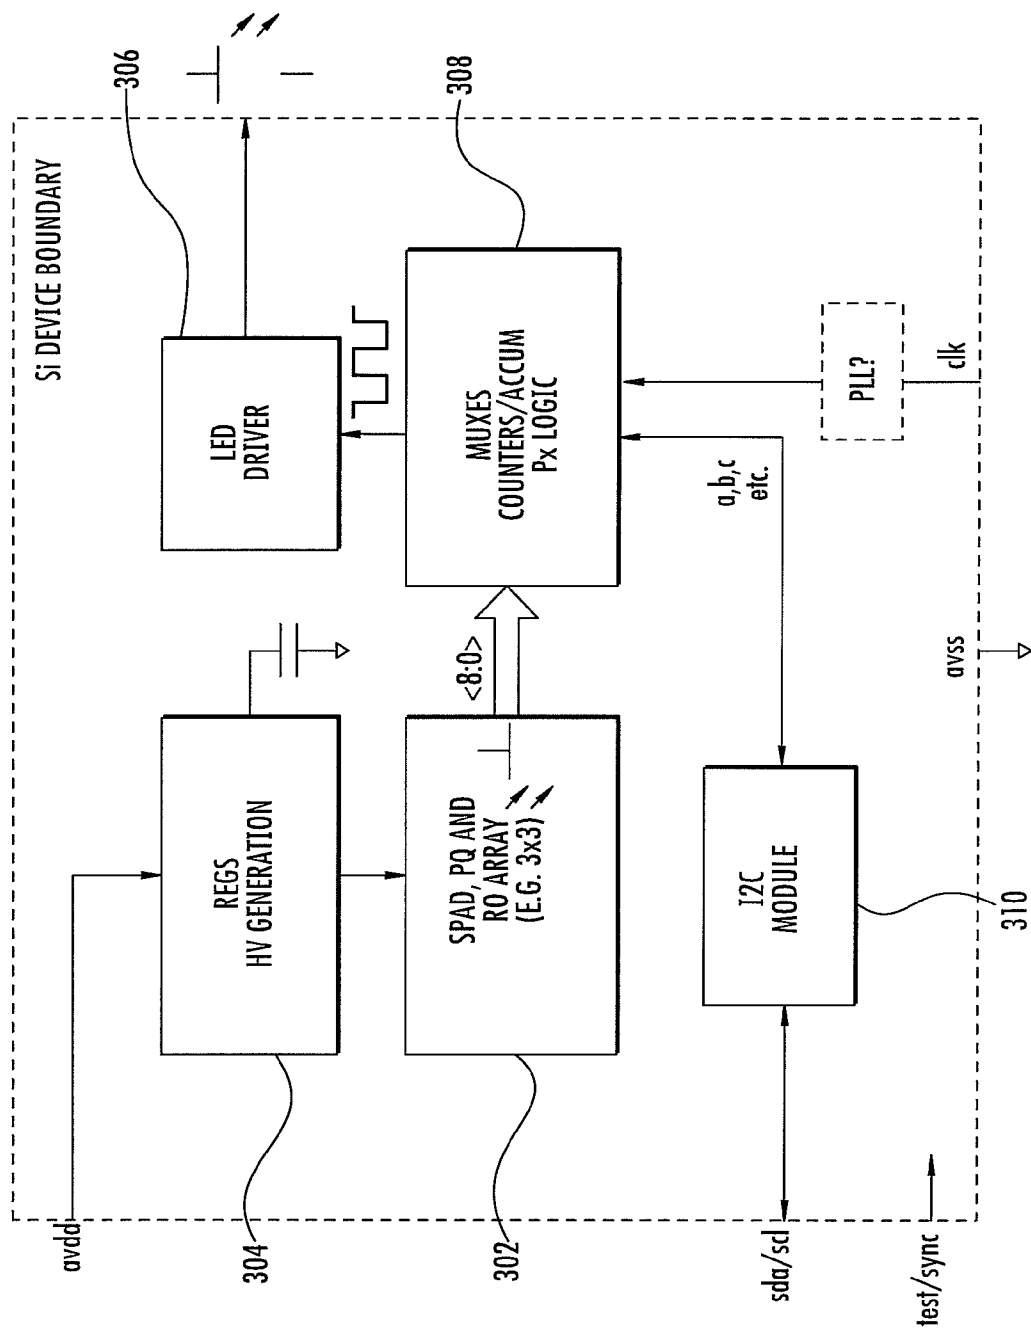 Si DEVICE BOUNDARY
306
308
LED
DRIVER
MUXES
COUNTERS/ACCUM
Px LOGIC
PLL?
clk
a,b,c
etc.
<8:0>
avss
REGS
HV GENERATION
SPAD, PQ AND
RO ARRAY
(E.G. 3x3)
I2C
MODULE
310
avdd
304
302
sda/scl
test/sync